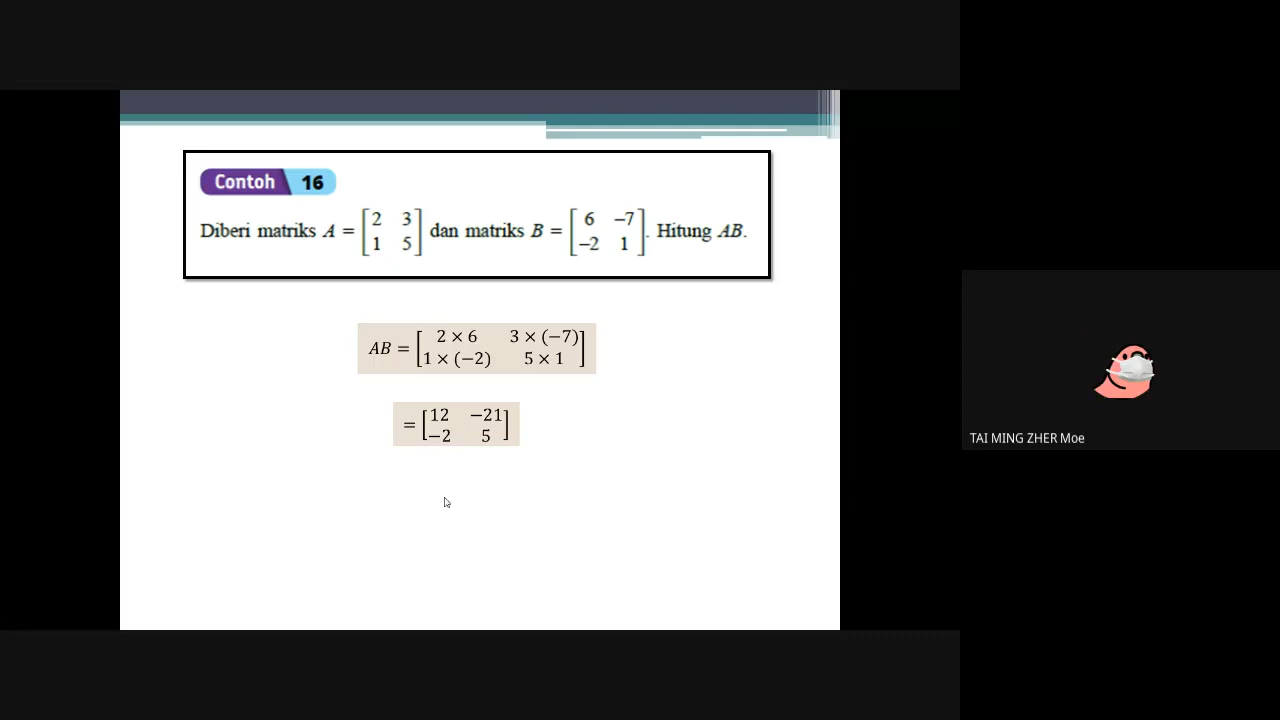 Contoh 16
Diberi matriks A = [2 3; 1 5] dan matriks B = [6 −7; −2 1]. Hitung AB.
AB = [2 × 6 3 × (−7); 1 × (−2) 5 × 1]
= [12 −21; −2 5]
TAI MING ZHER Moe